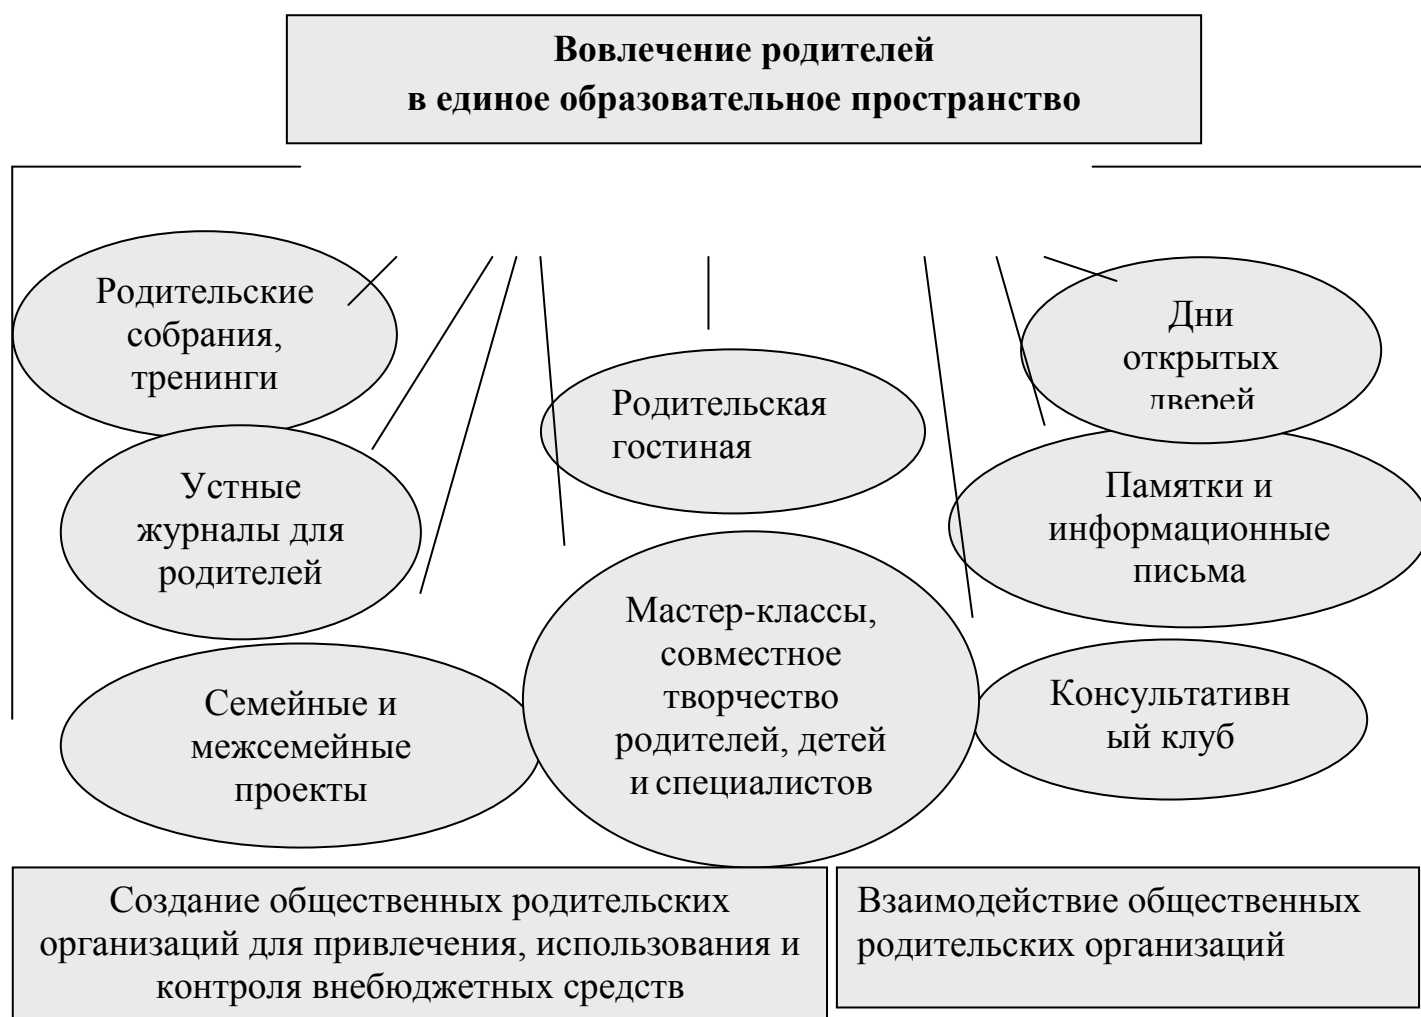 Вовлечение родителей
в единое образовательное пространство
Родительские
собрания,
тренинги
Дни
открытых
дверей
Родительская
гостиная
Устные
журналы для
родителей
Памятки и
информационные
письма
Мастер-классы,
совместное
творчество
родителей, детей
и специалистов
Семейные и
межсемейные
проекты
Консультативн
ый клуб
Создание общественных родительских
организаций для привлечения, использования и
контроля внебюджетных средств
Взаимодействие общественных
родительских организаций